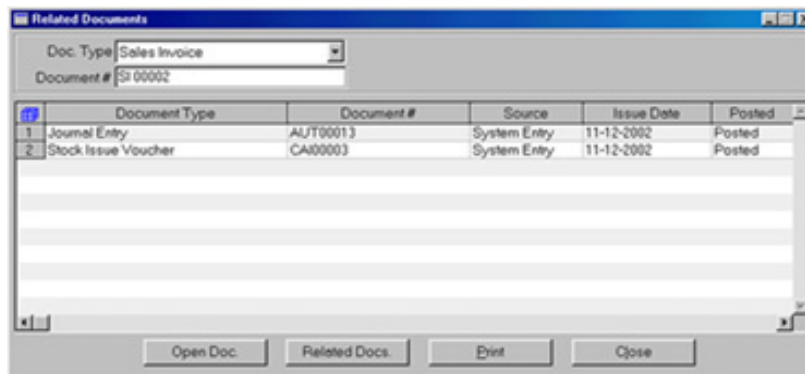 Related Documents
Doc. Type Sales Invoice
Document # SI 00002
Document Type Document # Source Issue Date Posted
1 Journal Entry AUT00013 System Entry 11-12-2002 Posted
2 Stock Issue Voucher CAI00003 System Entry 11-12-2002 Posted
Open Doc. Related Docs. Print Close